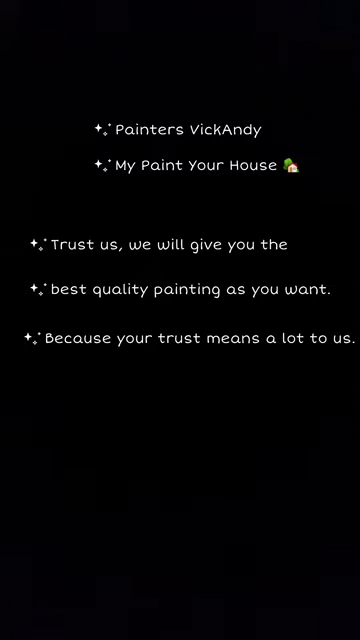 ✨Painters VickAndy
✨My Paint Your House 🏡
✨Trust us, we will give you the
✨best quality painting as you want.
✨Because your trust means a lot to us.